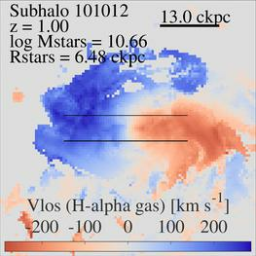 Subhalo 101012
13.0 ckpc
z = 1.00
log Mstars = 10.66
Rstars = 6.48 ckpc
Vlos (H-alpha gas) [km s⁻¹]
-200 -100 0 100 200